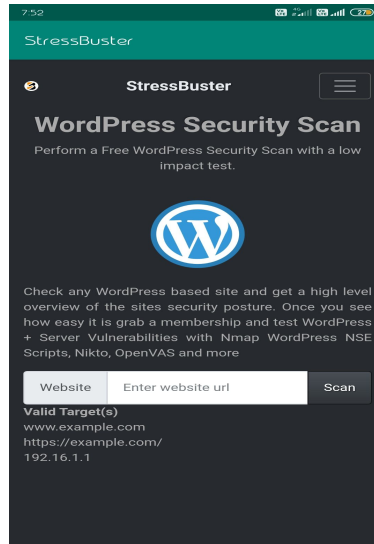 7:52
4G
27
StressBuster
StressBuster
WordPress Security Scan
Perform a Free WordPress Security Scan with a low
impact test.
W
Check any WordPress based site and get a high level
overview of the sites security posture. Once you see
how easy it is grab a membership and test WordPress
+ Server Vulnerabilities with Nmap WordPress NSE
Scripts, Nikto, OpenVAS and more
Website Enter website url Scan
Valid Target(s)
www.example.com
https://example.com/
192.16.1.1